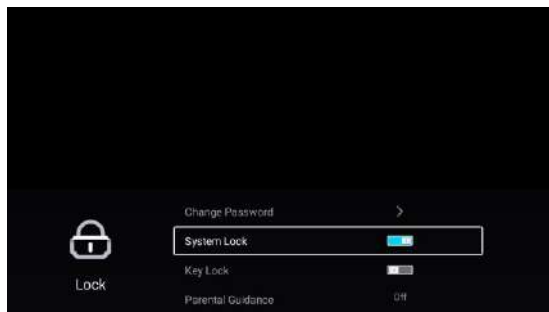 Change Password
System Lock
Key Lock
Lock
Parental Guidance Off